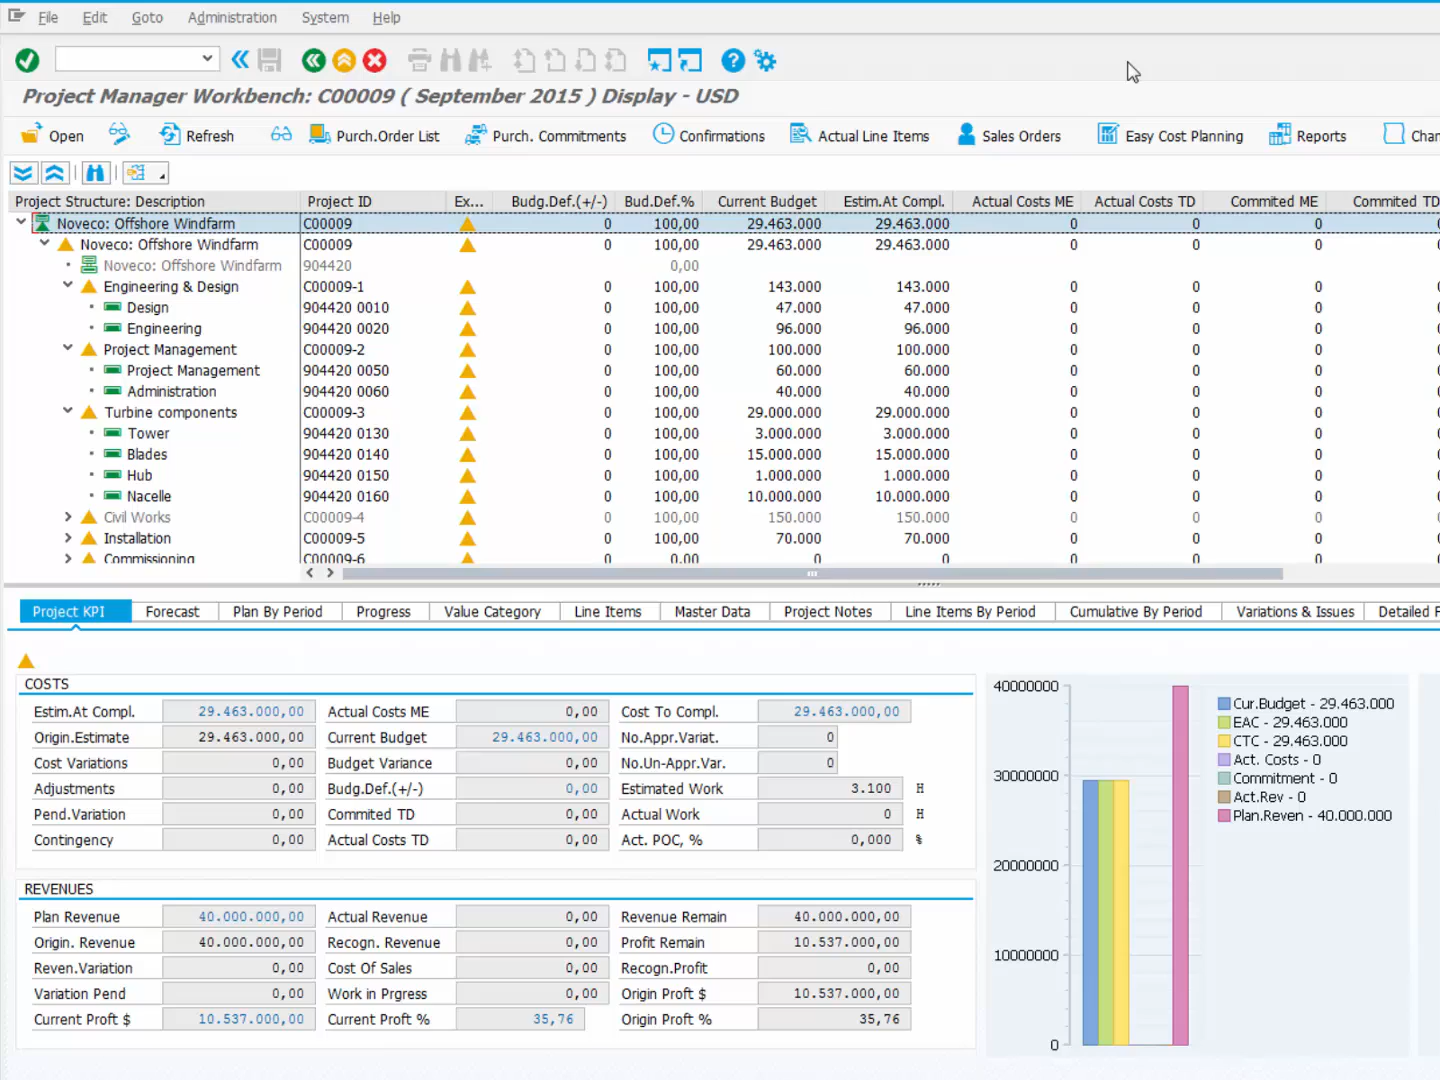 File Edit Goto Administration System Help
Project Manager Workbench: C00009 ( September 2015 ) Display - USD
Open Refresh Purch.Order List Purch. Commitments Confirmations Actual Line Items Sales Orders Easy Cost Planning Reports Chan
Project Structure: Description Project ID Ex... Budg.Def.(+/-) Bud.Def.% Current Budget Estim.At Compl. Actual Costs ME Actual Costs TD Commited ME Commited TD
Noveco: Offshore Windfarm C00009 0 100,00 29.463.000 29.463.000 0 0 0
Noveco: Offshore Windfarm C00009 0 100,00 29.463.000 29.463.000 0 0 0
Noveco: Offshore Windfarm 904420 0,00
Engineering & Design C00009-1 0 100,00 143.000 143.000 0 0 0
Design 904420 0010 0 100,00 47.000 47.000 0 0 0
Engineering 904420 0020 0 100,00 96.000 96.000 0 0 0
Project Management C00009-2 0 100,00 100.000 100.000 0 0 0
Project Management 904420 0050 0 100,00 60.000 60.000 0 0 0
Administration 904420 0060 0 100,00 40.000 40.000 0 0 0
Turbine components C00009-3 0 100,00 29.000.000 29.000.000 0 0 0
Tower 904420 0130 0 100,00 3.000.000 3.000.000 0 0 0
Blades 904420 0140 0 100,00 15.000.000 15.000.000 0 0 0
Hub 904420 0150 0 100,00 1.000.000 1.000.000 0 0 0
Nacelle 904420 0160 0 100,00 10.000.000 10.000.000 0 0 0
Civil Works C00009-4 0 100,00 150.000 150.000 0 0 0
Installation C00009-5 0 100,00 70.000 70.000 0 0 0
Commissioning C00009-6 0 0,00 0 0 0 0 0
Project KPI Forecast Plan By Period Progress Value Category Line Items Master Data Project Notes Line Items By Period Cumulative By Period Variations & Issues Detailed F
COSTS
Estim.At Compl. 29.463.000,00 Actual Costs ME 0,00 Cost To Compl. 29.463.000,00
Origin.Estimate 29.463.000,00 Current Budget 29.463.000,00 No.Appr.Variat. 0
Cost Variations 0,00 Budget Variance 0,00 No.Un-Appr.Var. 0
Adjustments 0,00 Budg.Def.(+/-) 0,00 Estimated Work 3.100 H
Pend.Variation 0,00 Commited TD 0,00 Actual Work 0 H
Contingency 0,00 Actual Costs TD 0,00 Act. POC, % 0,000 %
REVENUES
Plan Revenue 40.000.000,00 Actual Revenue 0,00 Revenue Remain 40.000.000,00
Origin. Revenue 40.000.000,00 Recogn. Revenue 0,00 Profit Remain 10.537.000,00
Reven.Variation 0,00 Cost Of Sales 0,00 Recogn.Profit 0,00
Variation Pend 0,00 Work in Prgress 0,00 Origin Proft $ 10.537.000,00
Current Proft $ 10.537.000,00 Current Proft % 35,76 Origin Proft % 35,76
40000000
30000000
20000000
10000000
0
Cur.Budget - 29.463.000
EAC - 29.463.000
CTC - 29.463.000
Act. Costs - 0
Commitment - 0
Act.Rev - 0
Plan.Reven - 40.000.000